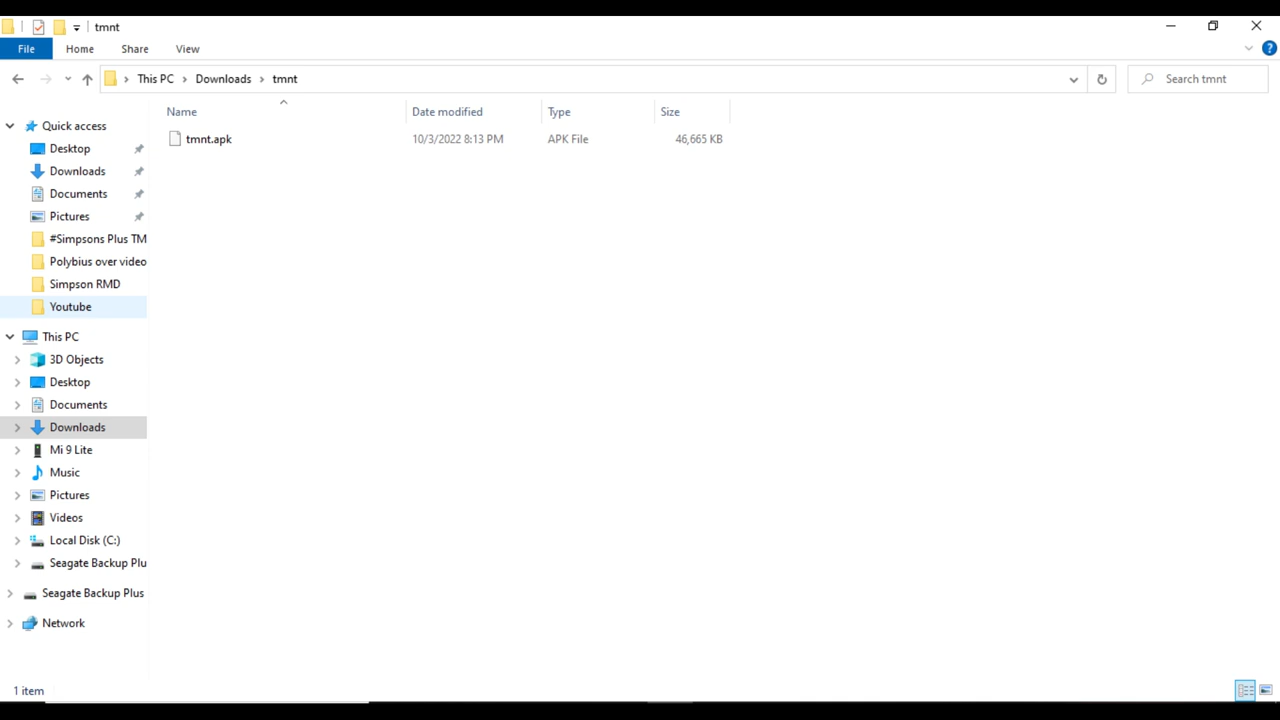 tmnt
File Home Share View
This PC Downloads tmnt Search tmnt
Name Date modified Type Size
tmnt.apk 10/3/2022 8:13 PM APK File 46,665 KB
Quick access
Desktop
Downloads
Documents
Pictures
#Simpsons Plus TM
Polybius over video
Simpson RMD
Youtube
This PC
3D Objects
Desktop
Documents
Downloads
Mi 9 Lite
Music
Pictures
Videos
Local Disk (C:)
Seagate Backup Plu
Seagate Backup Plus
Network
1 item